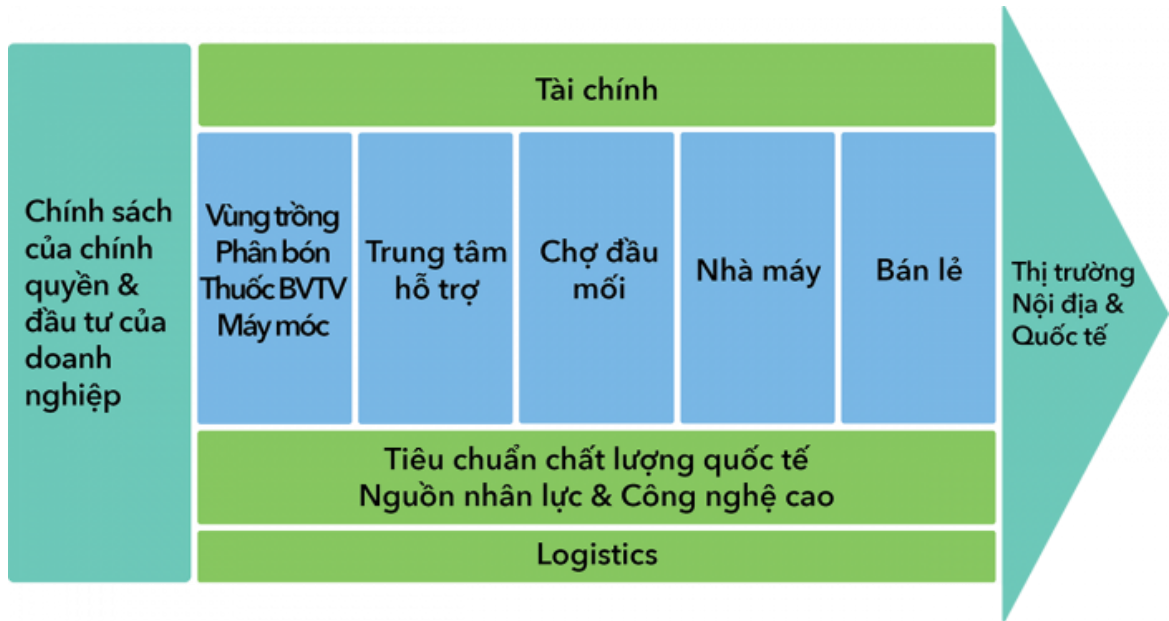 Tài chính
Chính sách
của chính
quyền &
đầu tư của
doanh
nghiệp
Vùng trồng
Phân bón
Thuốc BVTV
Máy móc
Trung tâm
hỗ trợ
Chợ đầu
mối
Nhà máy
Bán lẻ
Thị trường
Nội địa &
Quốc tế
Tiêu chuẩn chất lượng quốc tế
Nguồn nhân lực & Công nghệ cao
Logistics